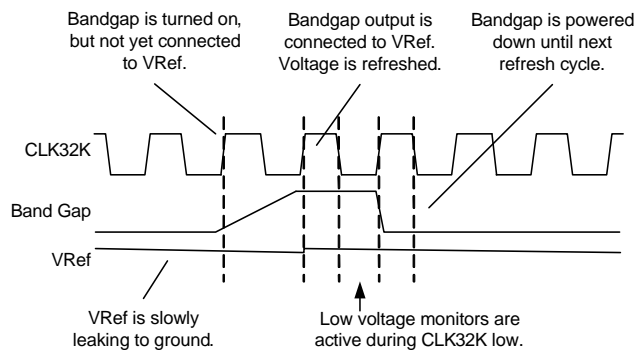 Bandgap is turned on,
but not yet connected
to VRef.
Bandgap output is
connected to VRef.
Voltage is refreshed.
Bandgap is powered
down until next
refresh cycle.
CLK32K
Band Gap
VRef
VRef is slowly
leaking to ground.
Low voltage monitors are
active during CLK32K low.